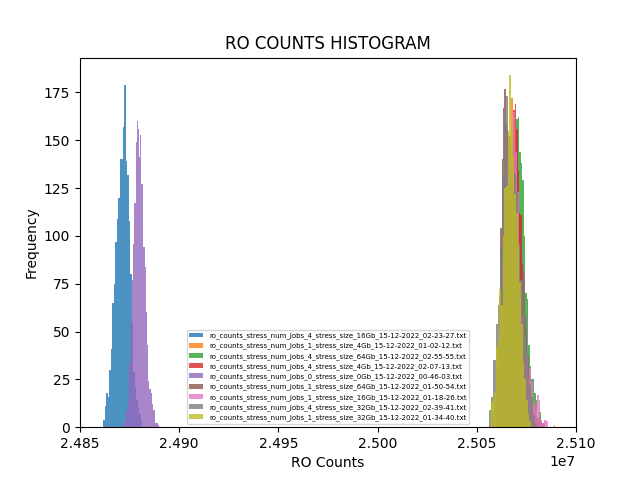 RO COUNTS HISTOGRAM
175
150
125
100
75
50
25
0
Frequency
ro_counts_stress_num_jobs_4_stress_size_16Gb_15-12-2022_02-23-27.txt
ro_counts_stress_num_jobs_1_stress_size_4Gb_15-12-2022_01-02-12.txt
ro_counts_stress_num_jobs_4_stress_size_64Gb_15-12-2022_02-55-55.txt
ro_counts_stress_num_jobs_4_stress_size_4Gb_15-12-2022_02-07-13.txt
ro_counts_stress_num_jobs_0_stress_size_0Gb_15-12-2022_00-46-03.txt
ro_counts_stress_num_jobs_1_stress_size_64Gb_15-12-2022_01-50-54.txt
ro_counts_stress_num_jobs_1_stress_size_16Gb_15-12-2022_01-18-26.txt
ro_counts_stress_num_jobs_4_stress_size_32Gb_15-12-2022_02-39-41.txt
ro_counts_stress_num_jobs_1_stress_size_32Gb_15-12-2022_01-34-40.txt
2.485 2.490 2.495 2.500 2.505 2.510
RO Counts
1e7